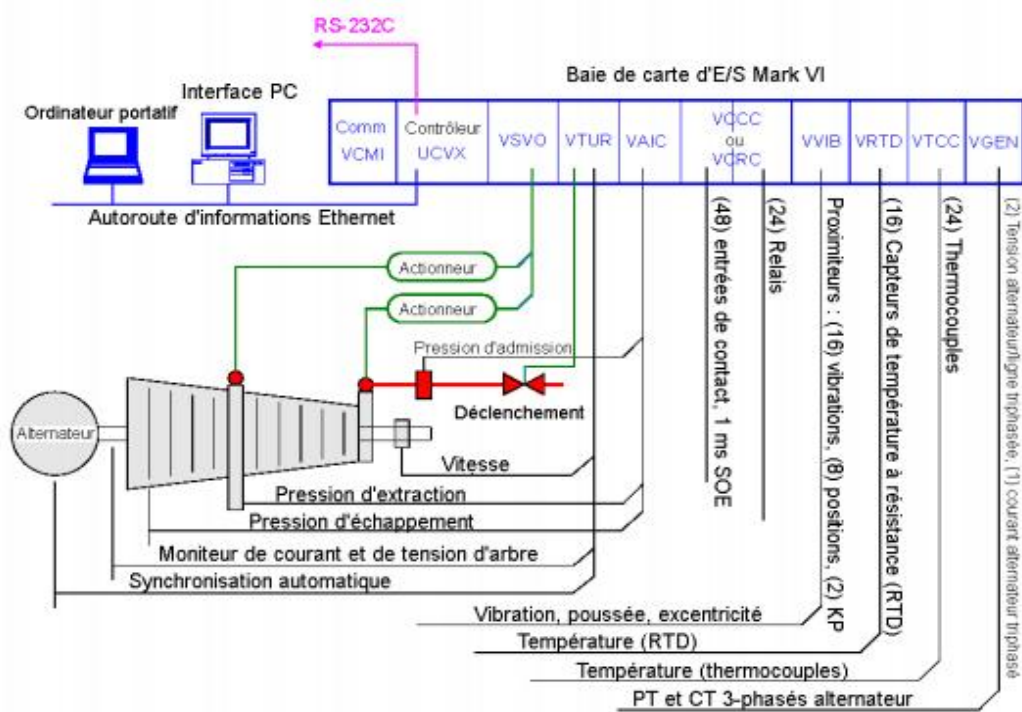 RS-232C
Baie de carte d'E/S Mark VI
Interface PC
Ordinateur portatif
Comm
VCMI
Contrôleur
UCVX
VSVO
VTUR
VAIC
VCCC
ou
VCRC
VVIB
VRTD
VTCC
VGEN
Autoroute d'informations Ethernet
Actionneur
Actionneur
Pression d'admission
Déclenchement
Alternateur
Vitesse
Pression d'extraction
Pression d'échappement
Moniteur de courant et de tension d'arbre
Synchronisation automatique
(48) entrées de contact, 1 ms SOE
(24) Relais
Proximiteurs : (16) vibrations, (8) positions, (2) KP
(16) Capteurs de température à résistance (RTD)
(24) Thermocouples
(2) Tension alternateur/ligne triphasée, (1) courant alternateur triphasé
Vibration, poussée, excentricité
Température (RTD)
Température (thermocouples)
PT et CT 3-phasés alternateur